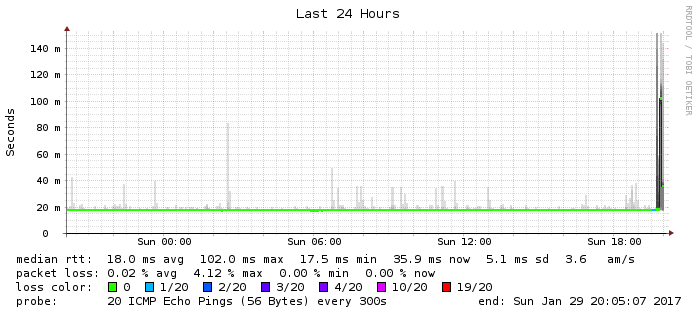 Last 24 Hours
RRDTOOL / TOBI OETIKER
Seconds
140 m
120 m
100 m
80 m
60 m
40 m
20 m
0
Sun 00:00 Sun 06:00 Sun 12:00 Sun 18:00
median rtt: 18.0 ms avg 102.0 ms max 17.5 ms min 35.9 ms now 5.1 ms sd 3.6 am/s
packet loss: 0.02 % avg 4.12 % max 0.00 % min 0.00 % now
loss color: 0 1/20 2/20 3/20 4/20 10/20 19/20
probe: 20 ICMP Echo Pings (56 Bytes) every 300s end: Sun Jan 29 20:05:07 2017